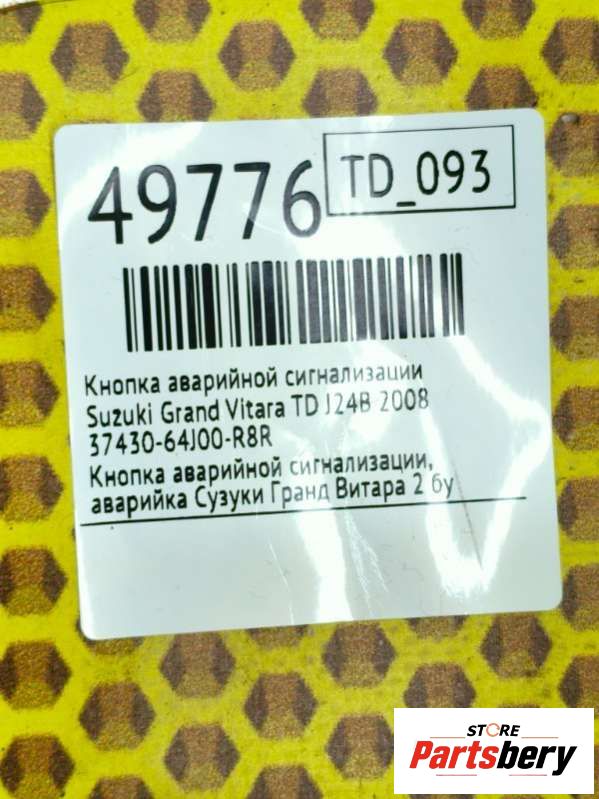 49776
TD_093
Кнопка аварийной сигнализации
Suzuki Grand Vitara TD J24B 2008
37430-64J00-R8R
Кнопка аварийной сигнализации,
аварийка Сузуки Гранд Витара 2 бу
STORE
Partsbery